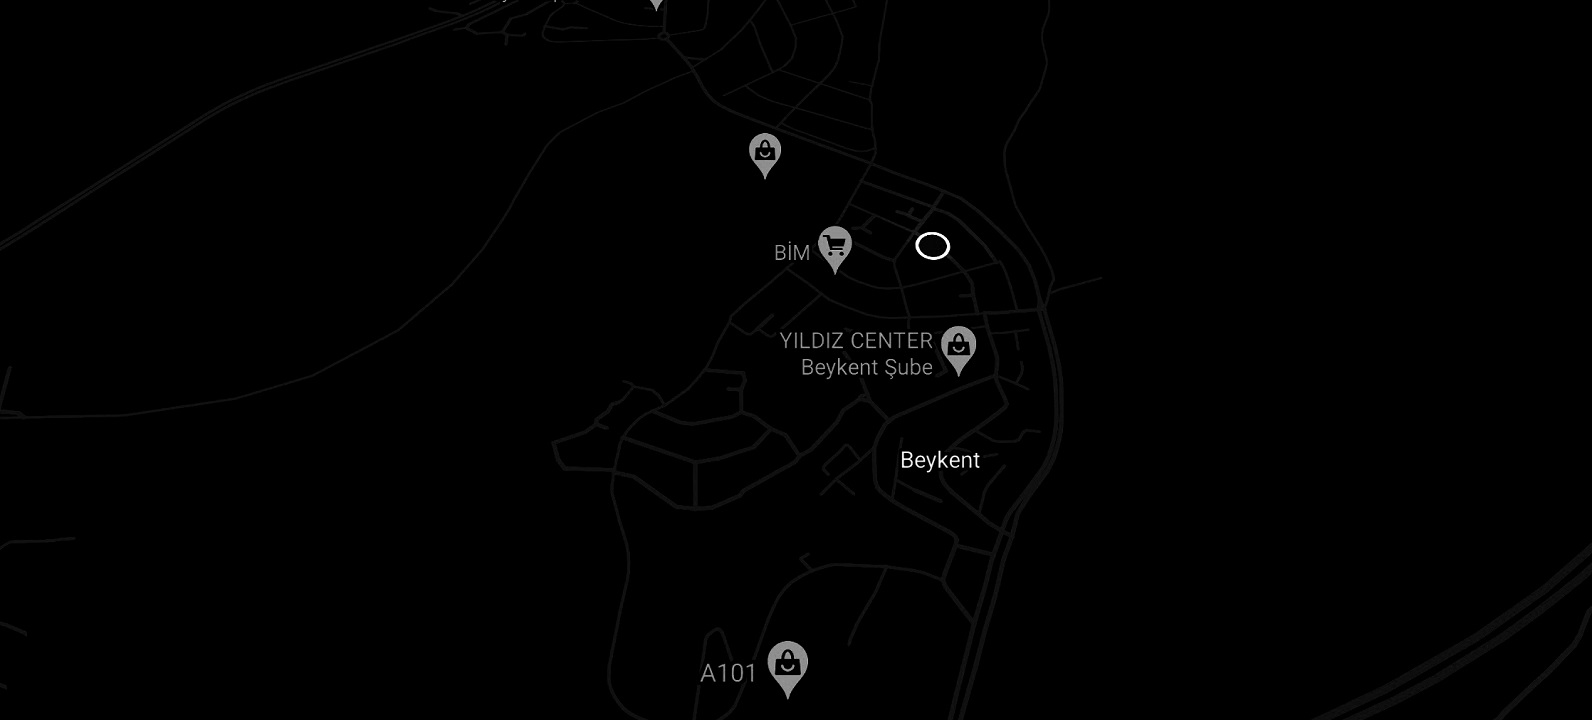 BİM
YILDIZ CENTER
Beykent Şube
Beykent
A101